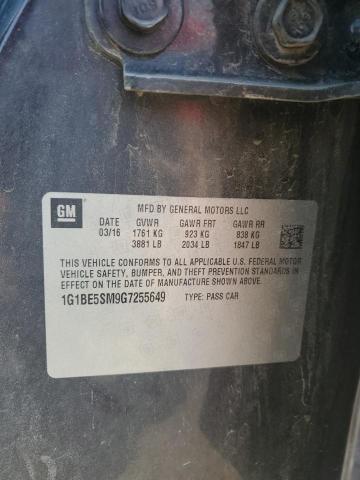 GM
MFD BY GENERAL MOTORS LLC
03/16 GVWR GAWR FRT GAWR RR
1761 KG 923 KG 838 KG
3881 LB 2034 LB 1847 LB
THIS VEHICLE CONFORMS TO ALL APPLICABLE U.S. FEDERAL MOTOR
VEHICLE SAFETY, BUMPER, AND THEFT PREVENTION STANDARDS IN
EFFECT ON THE DATE OF MANUFACTURE SHOWN ABOVE.
1G1BE5SM9G7255649 TYPE: PASS CAR